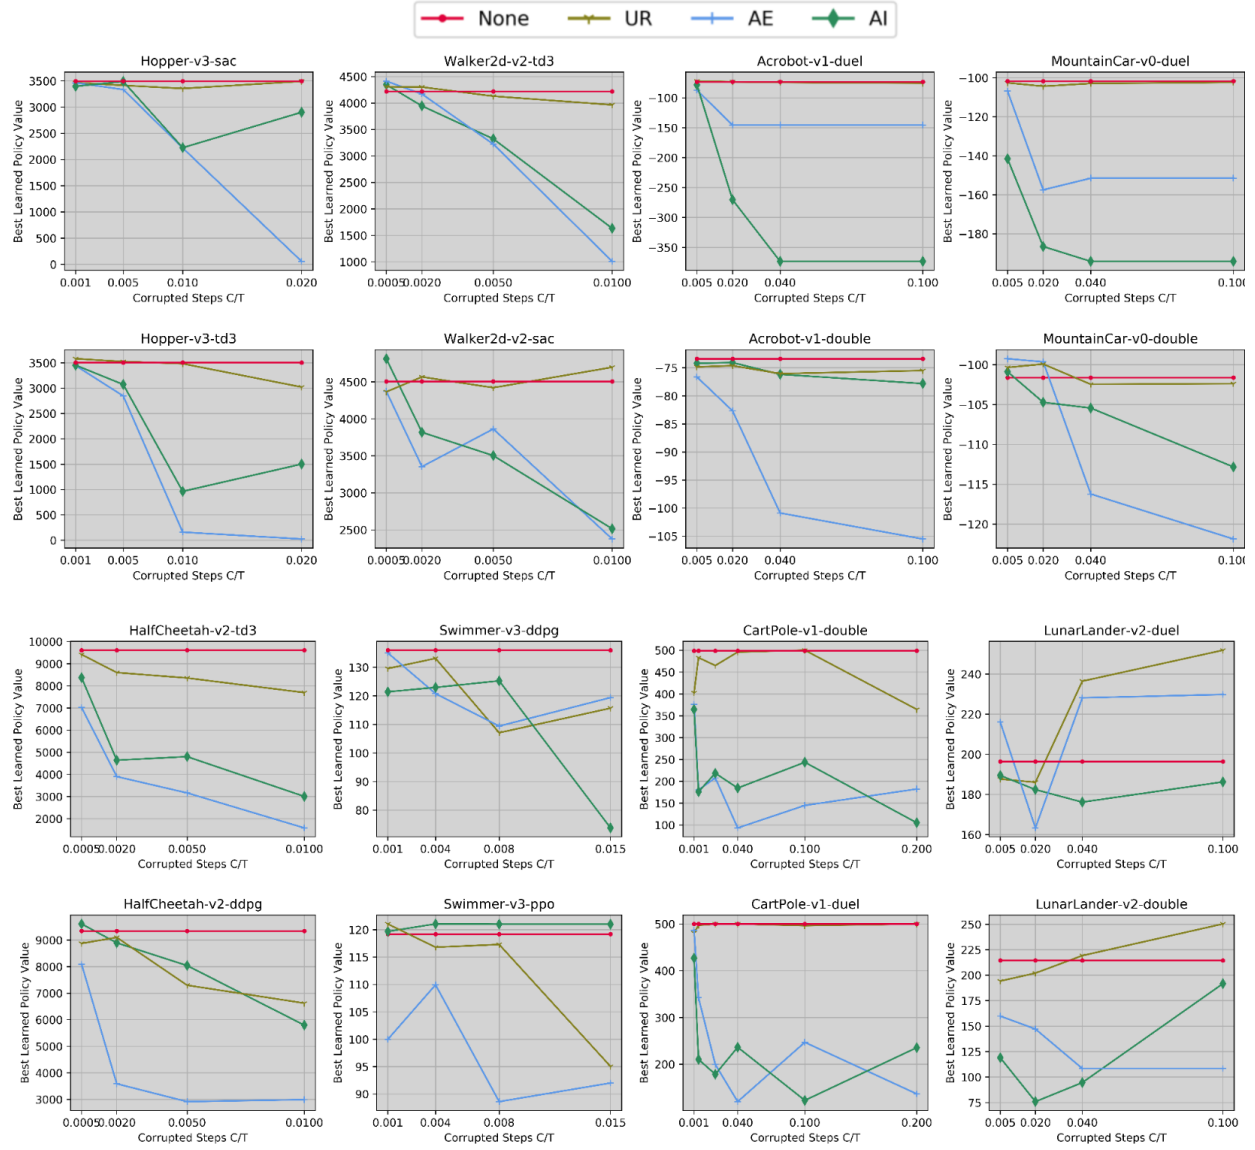 None UR AE AI
Hopper-v3-sac
Best Learned Policy Value
3500
3000
2500
2000
1500
1000
500
0
0.001 0.005 0.010 0.020
Corrupted Steps C/T
Walker2d-v2-td3
Best Learned Policy Value
4500
4000
3500
3000
2500
2000
1500
1000
0.0005 0.0020 0.0050 0.0100
Corrupted Steps C/T
Acrobot-v1-duel
Best Learned Policy Value
−100
−150
−200
−250
−300
−350
0.005 0.020 0.040 0.100
Corrupted Steps C/T
MountainCar-v0-duel
Best Learned Policy Value
−100
−120
−140
−160
−180
0.005 0.020 0.040 0.100
Corrupted Steps C/T
Hopper-v3-td3
Best Learned Policy Value
3500
3000
2500
2000
1500
1000
500
0
0.001 0.005 0.010 0.020
Corrupted Steps C/T
Walker2d-v2-sac
Best Learned Policy Value
4500
4000
3500
3000
2500
0.0005 0.0020 0.0050 0.0100
Corrupted Steps C/T
Acrobot-v1-double
Best Learned Policy Value
−75
−80
−85
−90
−95
−100
−105
0.005 0.020 0.040 0.100
Corrupted Steps C/T
MountainCar-v0-double
Best Learned Policy Value
−100
−105
−110
−115
−120
0.005 0.020 0.040 0.100
Corrupted Steps C/T
HalfCheetah-v2-td3
Best Learned Policy Value
10000
9000
8000
7000
6000
5000
4000
3000
2000
0.0005 0.0020 0.0050 0.0100
Corrupted Steps C/T
Swimmer-v3-ddpg
Best Learned Policy Value
130
120
110
100
90
80
0.001 0.004 0.008 0.015
Corrupted Steps C/T
CartPole-v1-double
Best Learned Policy Value
500
450
400
350
300
250
200
150
100
0.001 0.040 0.100 0.200
Corrupted Steps C/T
LunarLander-v2-duel
Best Learned Policy Value
240
220
200
180
160
0.005 0.020 0.040 0.100
Corrupted Steps C/T
HalfCheetah-v2-ddpg
Best Learned Policy Value
9000
8000
7000
6000
5000
4000
3000
0.0005 0.0020 0.0050 0.0100
Corrupted Steps C/T
Swimmer-v3-ppo
Best Learned Policy Value
120
115
110
105
100
95
90
0.001 0.004 0.008 0.015
Corrupted Steps C/T
CartPole-v1-duel
Best Learned Policy Value
500
400
300
200
0.001 0.040 0.100 0.200
Corrupted Steps C/T
LunarLander-v2-double
Best Learned Policy Value
250
225
200
175
150
125
100
75
0.005 0.020 0.040 0.100
Corrupted Steps C/T